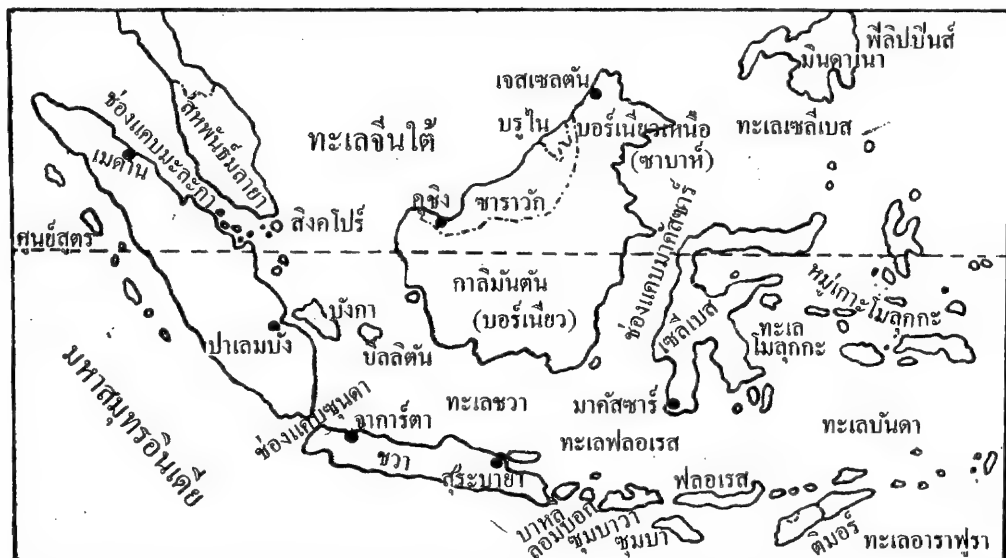 ฟิลิปปินส์
มินดาเนา
เจสเซลตัน
ช่องแคบมะละกา
สหพันธ์มลายา
บรูไน
บอร์เนียวเหนือ
(ซาบาห์)
ทะเลเซลีเบส
ทะเลจีนใต้
เมดาน
ซาราวัก
คูชิง
สิงคโปร์
ศูนย์สูตร
ช่องแคบมาคัสซาร์
กาลิมันตัน
(บอร์เนียว)
หมู่เกาะโมลุกกะ
บังกา
เซลีเบส
ทะเล
โมลุกกะ
ปาเลมบัง
บิลลิตัน
มหาสมุทรอินเดีย
ช่องแคบซุนดา
ทะเลชวา
มาคัสซาร์
จาการ์ตา
ทะเลบันดา
ทะเลฟลอเรส
ชวา
สุระบายา
ฟลอเรส
บาหลี
ลอมบอก
ซุมบาวา
ซุมบา
ติมอร์
ทะเลอาราฟูรา